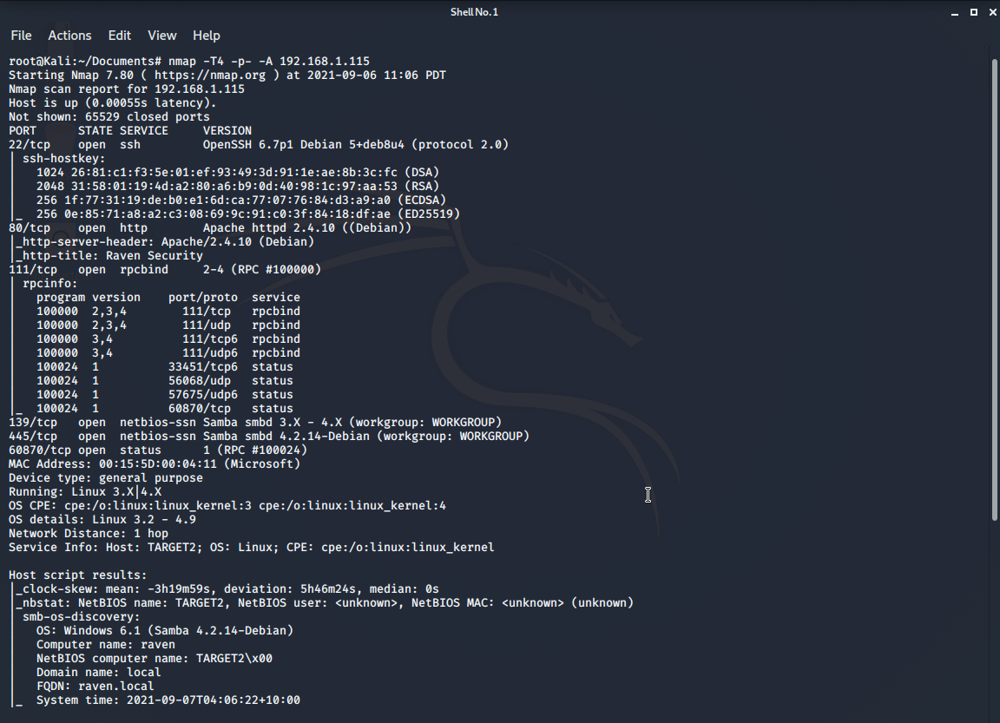 Shell No.1
File Actions Edit View Help
root@Kali:~/Documents# nmap -T4 -p- -A 192.168.1.115
Starting Nmap 7.80 ( https://nmap.org ) at 2021-09-06 11:06 PDT
Nmap scan report for 192.168.1.115
Host is up (0.00055s latency).
Not shown: 65529 closed ports
PORT      STATE SERVICE     VERSION
22/tcp    open  ssh         OpenSSH 6.7p1 Debian 5+deb8u4 (protocol 2.0)
| ssh-hostkey:
|   1024 26:81:c1:f3:5e:01:ef:93:49:3d:91:1e:ae:8b:3c:fc (DSA)
|   2048 31:58:01:19:4d:a2:80:a6:b9:0d:40:98:1c:97:aa:53 (RSA)
|   256 1f:77:31:19:de:b0:e1:6d:ca:77:07:76:84:d3:a9:a0 (ECDSA)
|_  256 0e:85:71:a8:a2:c3:08:69:9c:91:c0:3f:84:18:df:ae (ED25519)
80/tcp    open  http        Apache httpd 2.4.10 ((Debian))
|_http-server-header: Apache/2.4.10 (Debian)
|_http-title: Raven Security
111/tcp   open  rpcbind     2-4 (RPC #100000)
| rpcinfo:
|   program version    port/proto  service
|   100000  2,3,4        111/tcp   rpcbind
|   100000  2,3,4        111/udp   rpcbind
|   100000  3,4          111/tcp6  rpcbind
|   100000  3,4          111/udp6  rpcbind
|   100024  1          33451/tcp6  status
|   100024  1          56068/udp   status
|   100024  1          57675/udp6  status
|_  100024  1          60870/tcp   status
139/tcp   open  netbios-ssn Samba smbd 3.X - 4.X (workgroup: WORKGROUP)
445/tcp   open  netbios-ssn Samba smbd 4.2.14-Debian (workgroup: WORKGROUP)
60870/tcp open  status      1 (RPC #100024)
MAC Address: 00:15:5D:00:04:11 (Microsoft)
Device type: general purpose
Running: Linux 3.X|4.X
OS CPE: cpe:/o:linux:linux_kernel:3 cpe:/o:linux:linux_kernel:4
OS details: Linux 3.2 - 4.9
Network Distance: 1 hop
Service Info: Host: TARGET2; OS: Linux; CPE: cpe:/o:linux:linux_kernel
Host script results:
|_clock-skew: mean: -3h19m59s, deviation: 5h46m24s, median: 0s
|_nbstat: NetBIOS name: TARGET2, NetBIOS user: <unknown>, NetBIOS MAC: <unknown> (unknown)
| smb-os-discovery:
|   OS: Windows 6.1 (Samba 4.2.14-Debian)
|   Computer name: raven
|   NetBIOS computer name: TARGET2\x00
|   Domain name: local
|   FQDN: raven.local
|_  System time: 2021-09-07T04:06:22+10:00